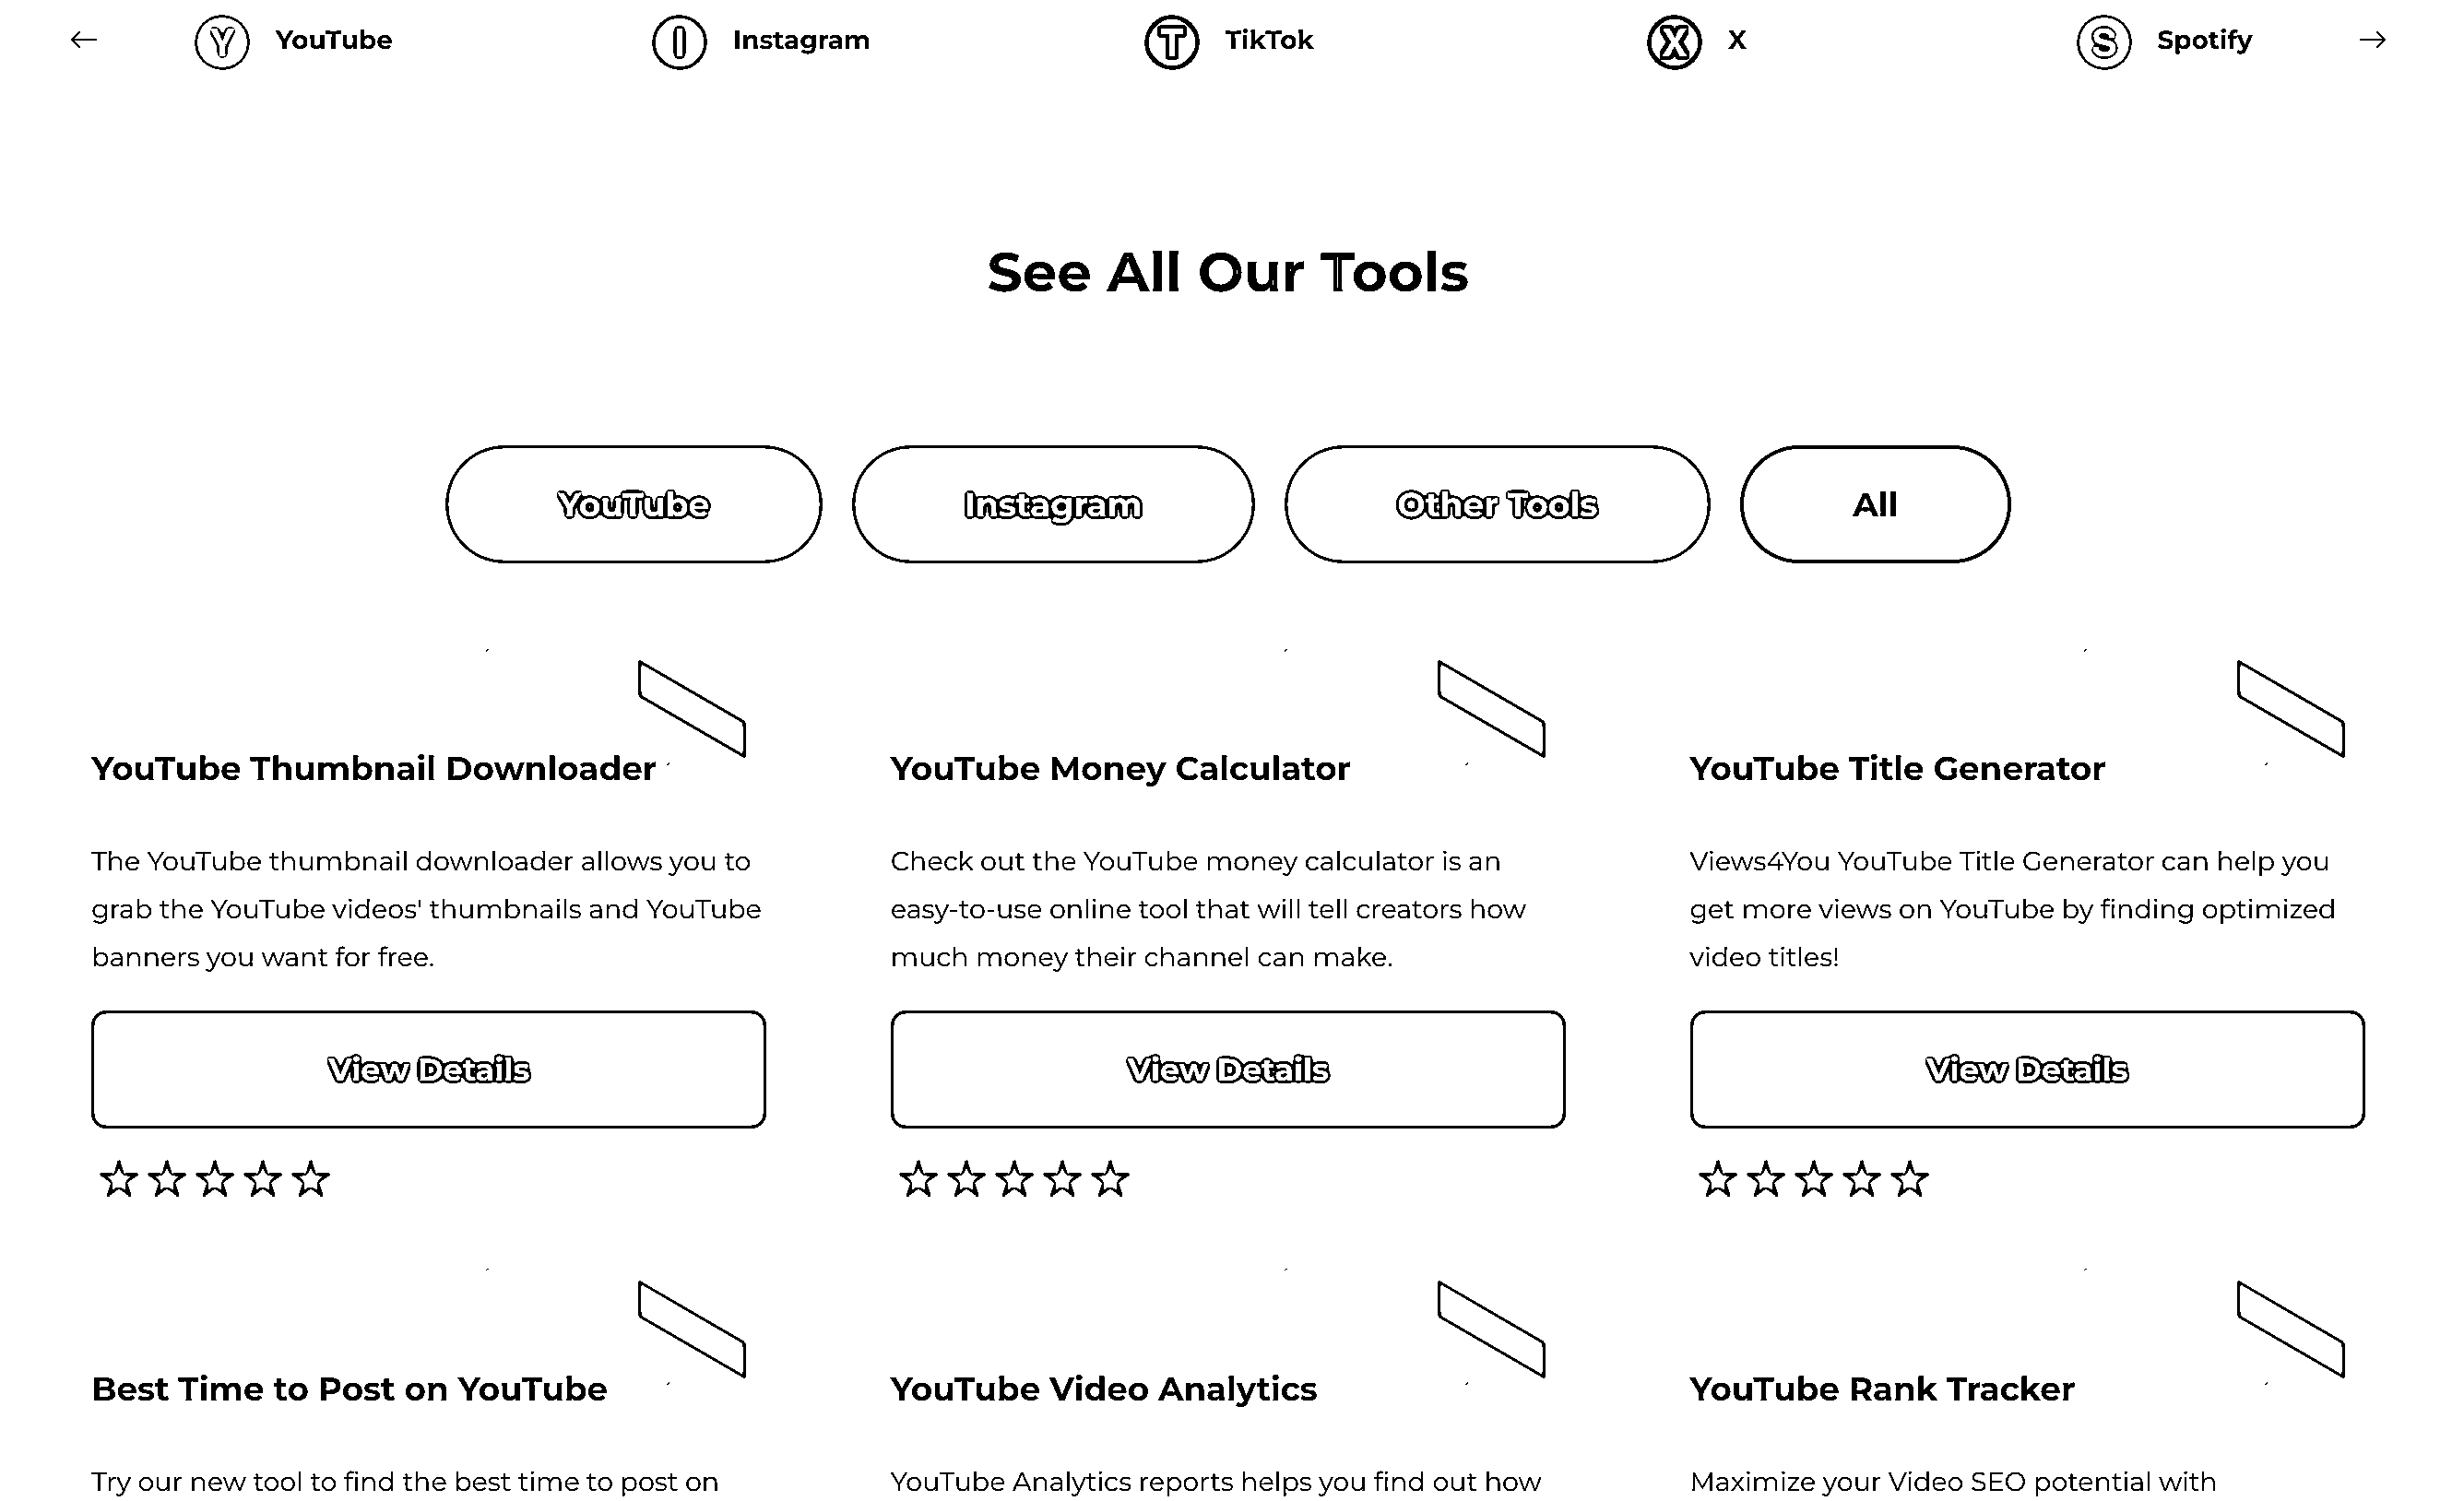 ← Y YouTube I Instagram T TikTok X X S Spotify →
See All Our Tools
YouTube Instagram Other Tools All
YouTube Thumbnail Downloader
The YouTube thumbnail downloader allows you to
grab the YouTube videos' thumbnails and YouTube
banners you want for free.
View Details
YouTube Money Calculator
Check out the YouTube money calculator is an
easy-to-use online tool that will tell creators how
much money their channel can make.
View Details
YouTube Title Generator
Views4You YouTube Title Generator can help you
get more views on YouTube by finding optimized
video titles!
View Details
Best Time to Post on YouTube
Try our new tool to find the best time to post on
YouTube Video Analytics
YouTube Analytics reports helps you find out how
YouTube Rank Tracker
Maximize your Video SEO potential with